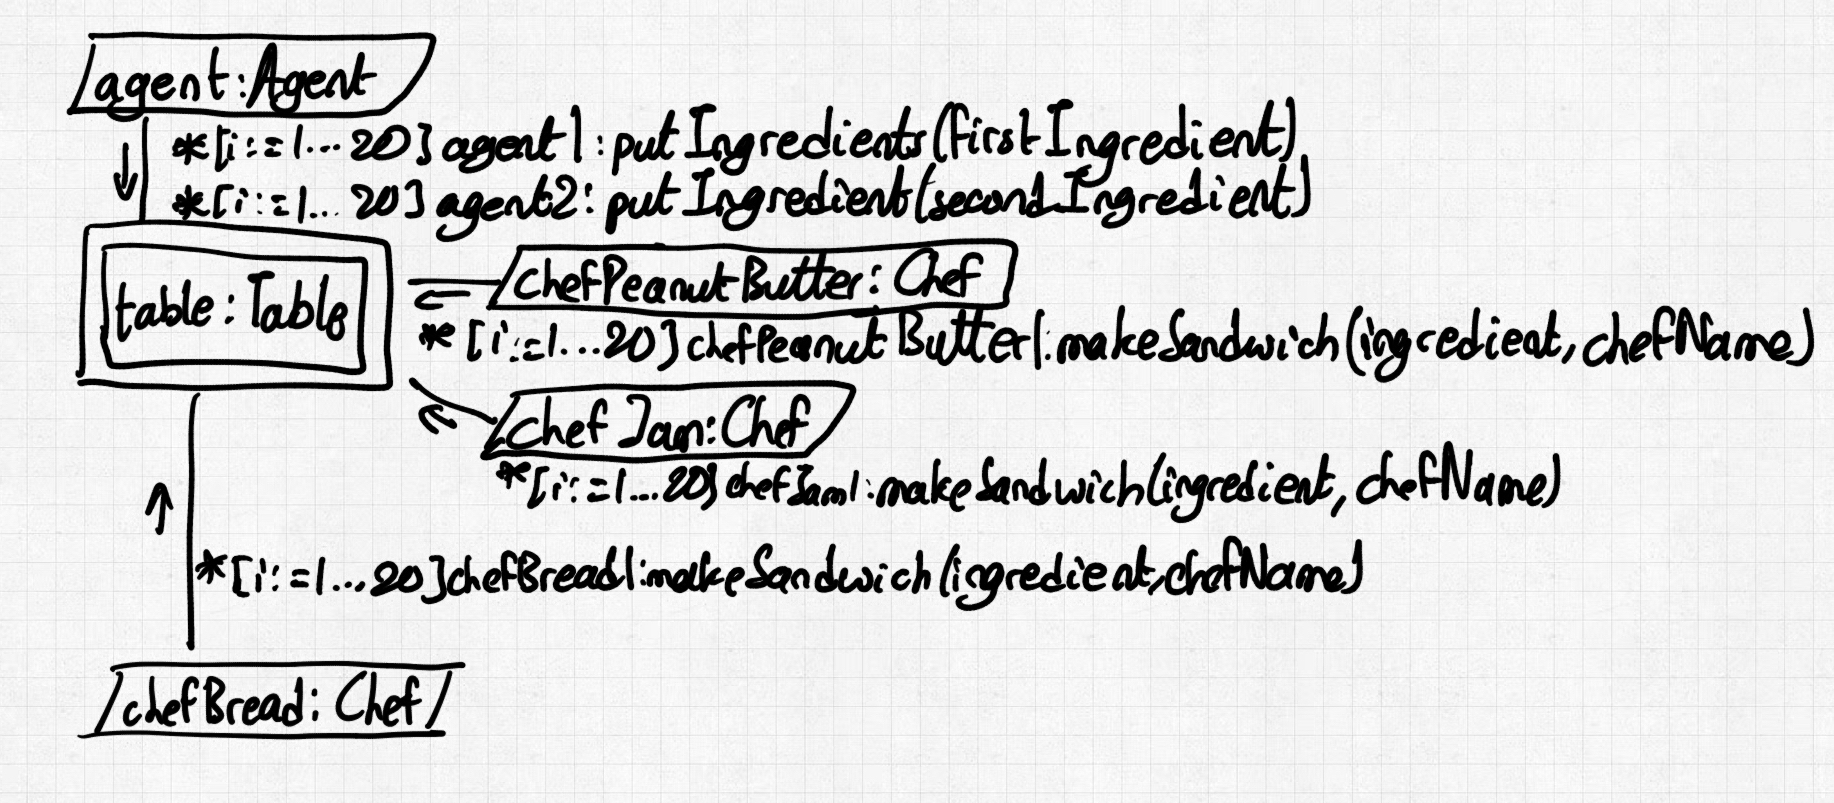 agent:Agent
*[i:=1...20] agent1:putIngredients(firstIngredient)
*[i:=1...20] agent2:putIngredient(secondIngredient)
table:Table
chefPeanutButter:Chef
*[i:=1...20]chefPeanutButter1:makeSandwich(ingredient, chefName)
chefJam:Chef
*[i:=1...20]chefJam1:makeSandwich(ingredient, chefName)
*[i:=1...20]chefBread1:makeSandwich(ingredient,chefName)
chefBread:Chef